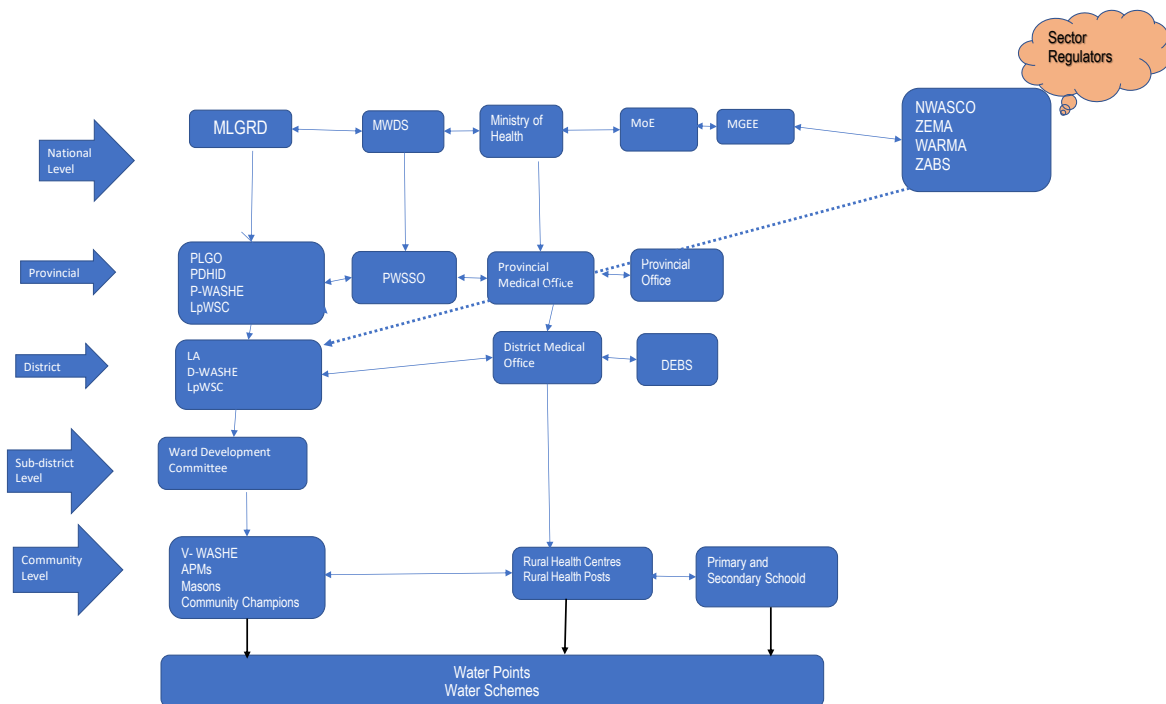 Sector
Regulators
National
Level
MLGRD
MWDS
Ministry of
Health
MoE
MGEE
NWASCO
ZEMA
WARMA
ZABS
Provincial
PLGO
PDHID
P-WASHE
LpWSC
PWSSO
Provincial
Medical Office
Provincial
Office
District
LA
D-WASHE
LpWSC
District Medical
Office
DEBS
Sub-district
Level
Ward Development
Committee
Community
Level
V- WASHE
APMs
Masons
Community Champions
Rural Health Centres
Rural Health Posts
Primary and
Secondary Schoold
Water Points
Water Schemes